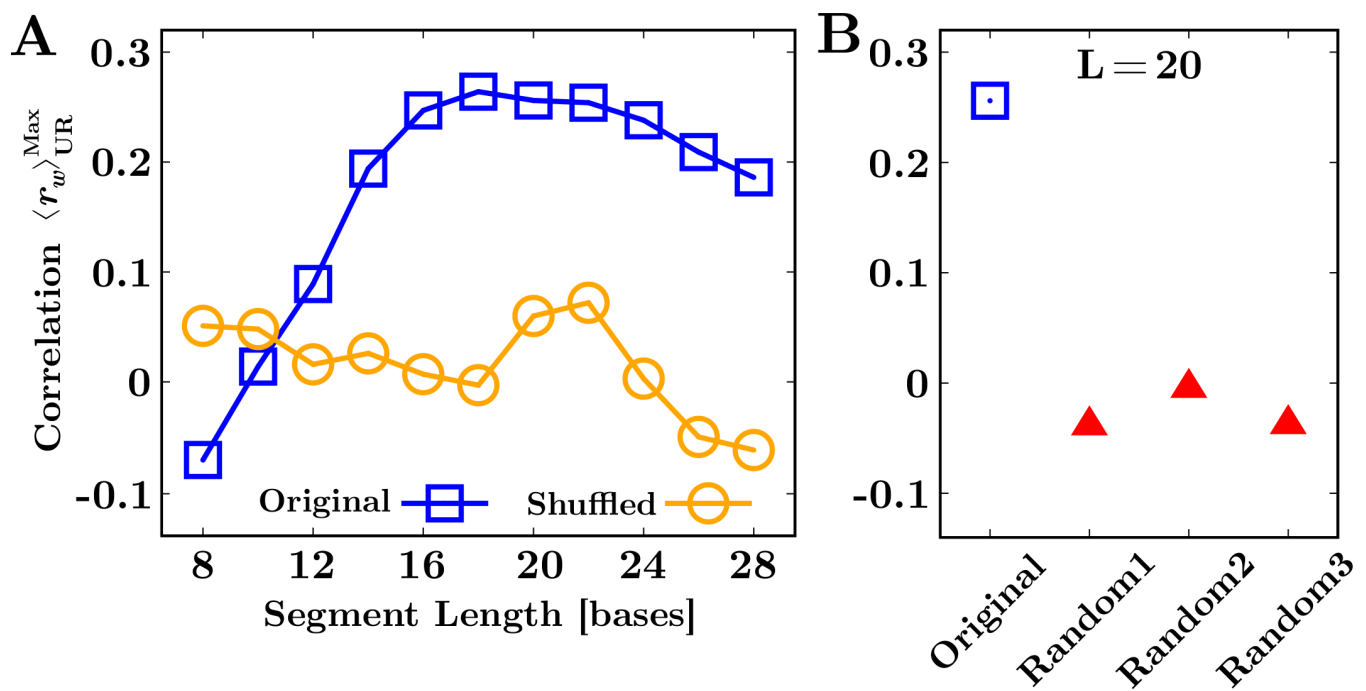 A
Correlation ⟨r_w⟩_UR^Max
0.3
0.2
0.1
0
-0.1
Original
Shuffled
8 12 16 20 24 28
Segment Length [bases]
B
L = 20
0.3
0.2
0.1
0
-0.1
Original
Random1
Random2
Random3